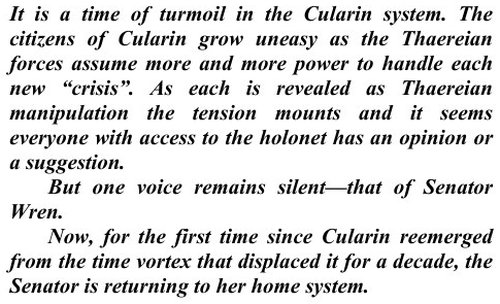 It is a time of turmoil in the Cularin system. The
citizens of Cularin grow uneasy as the Thaereian
forces assume more and more power to handle each
new “crisis”. As each is revealed as Thaereian
manipulation the tension mounts and it seems
everyone with access to the holonet has an opinion or
a suggestion.
But one voice remains silent—that of Senator
Wren.
Now, for the first time since Cularin reemerged
from the time vortex that displaced it for a decade, the
Senator is returning to her home system.